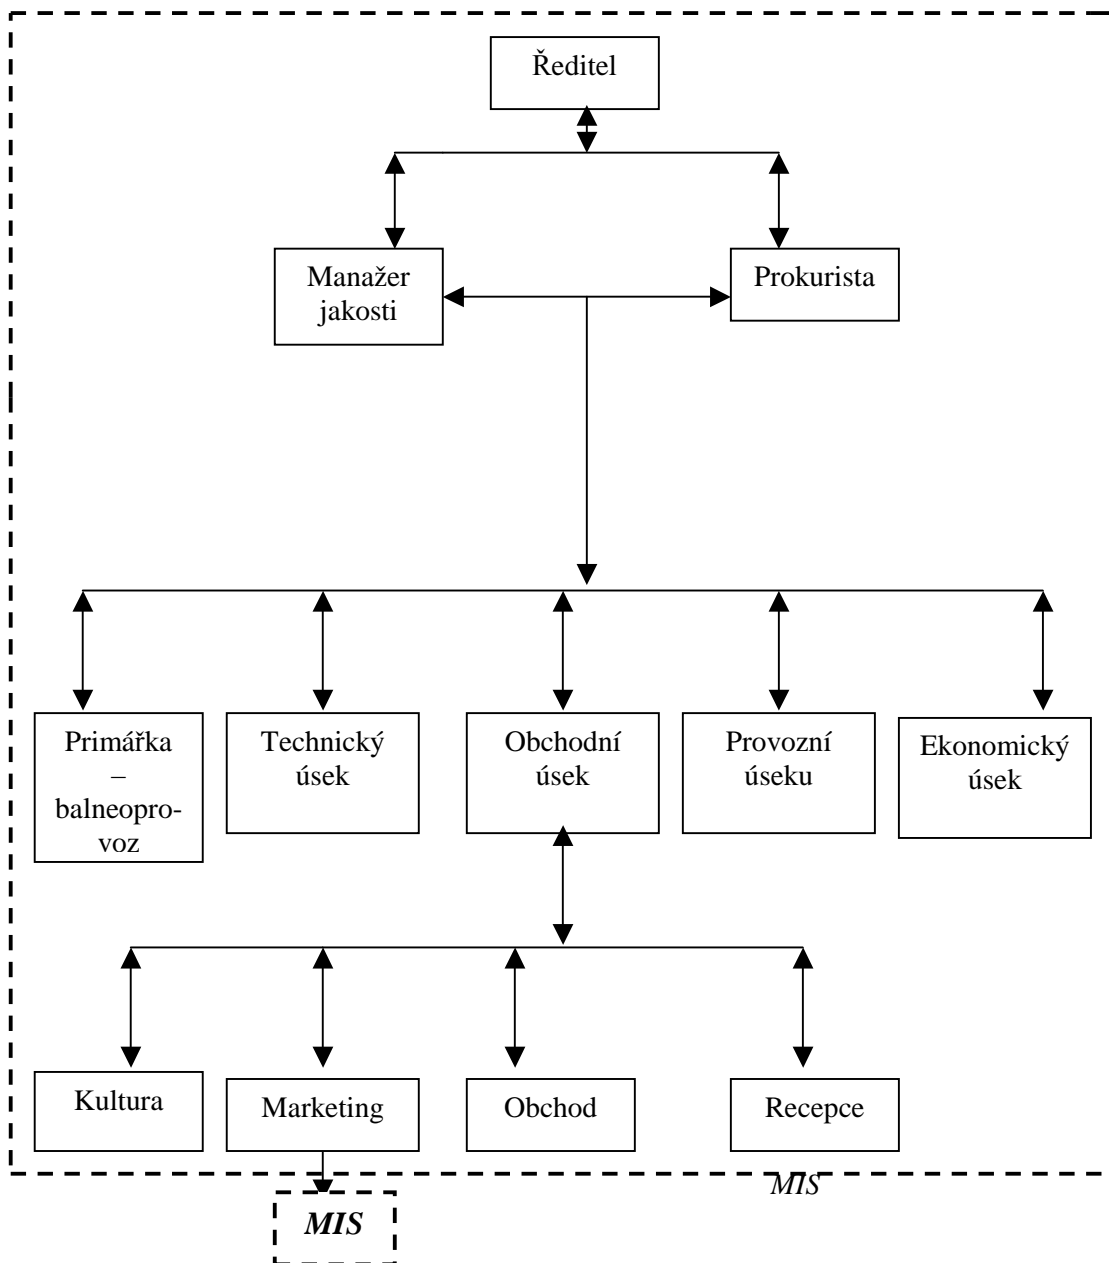 Ředitel
Manažer
jakosti
Prokurista
Primářka
–
balneopro-
voz
Technický
úsek
Obchodní
úsek
Provozní
úseku
Ekonomický
úsek
Kultura
Marketing
Obchod
Recepce
MIS
MIS